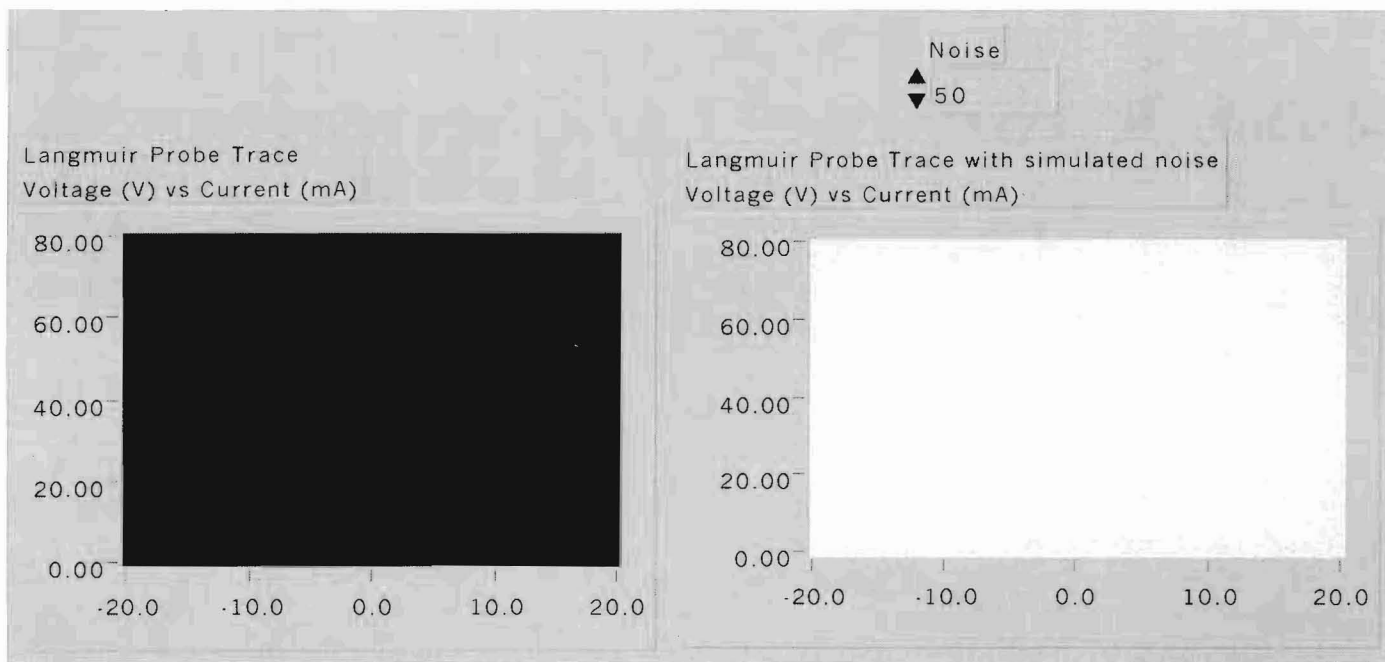 Noise
50
Langmuir Probe Trace
Voltage (V) vs Current (mA)
80.00
60.00
40.00
20.00
0.00
-20.0 -10.0 0.0 10.0 20.0
Langmuir Probe Trace with simulated noise
Voltage (V) vs Current (mA)
80.00
60.00
40.00
20.00
0.00
-20.0 -10.0 0.0 10.0 20.0